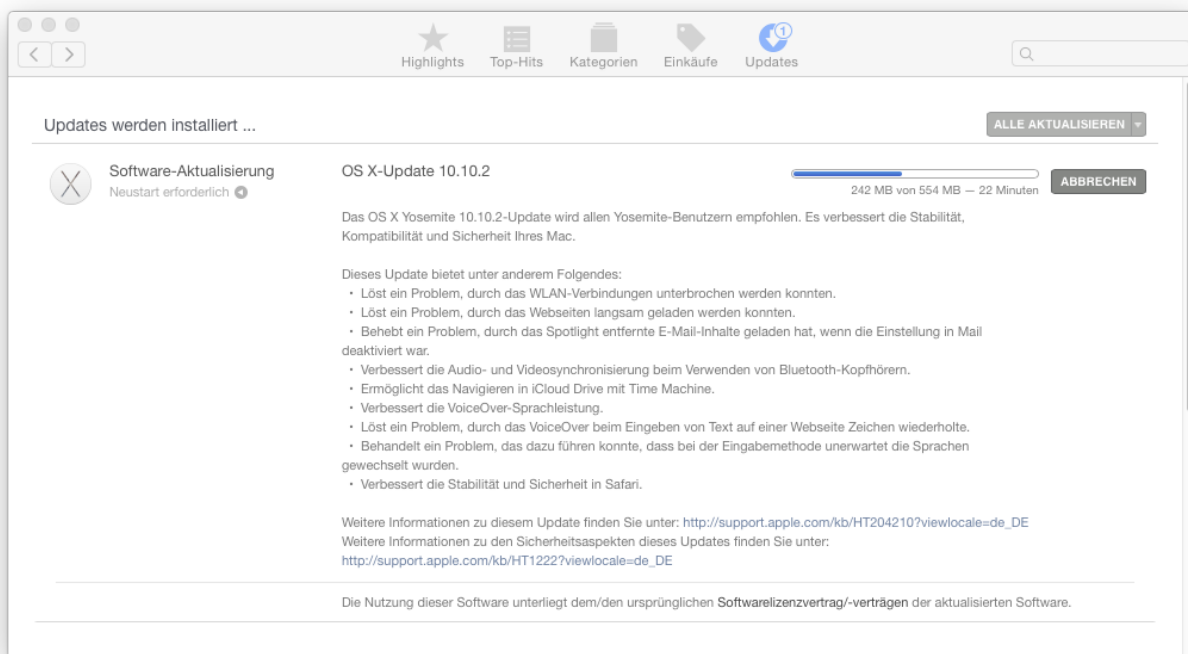 Highlights Top-Hits Kategorien Einkäufe Updates
1
Updates werden installiert ...
ALLE AKTUALISIEREN
Software-Aktualisierung
Neustart erforderlich
OS X-Update 10.10.2
242 MB von 554 MB — 22 Minuten
ABBRECHEN
Das OS X Yosemite 10.10.2-Update wird allen Yosemite-Benutzern empfohlen. Es verbessert die Stabilität,
Kompatibilität und Sicherheit Ihres Mac.
Dieses Update bietet unter anderem Folgendes:
• Löst ein Problem, durch das WLAN-Verbindungen unterbrochen werden konnten.
• Löst ein Problem, durch das Webseiten langsam geladen werden konnten.
• Behebt ein Problem, durch das Spotlight entfernte E-Mail-Inhalte geladen hat, wenn die Einstellung in Mail
deaktiviert war.
• Verbessert die Audio- und Videosynchronisierung beim Verwenden von Bluetooth-Kopfhörern.
• Ermöglicht das Navigieren in iCloud Drive mit Time Machine.
• Verbessert die VoiceOver-Sprachleistung.
• Löst ein Problem, durch das VoiceOver beim Eingeben von Text auf einer Webseite Zeichen wiederholte.
• Behandelt ein Problem, das dazu führen konnte, dass bei der Eingabemethode unerwartet die Sprachen
gewechselt wurden.
• Verbessert die Stabilität und Sicherheit in Safari.
Weitere Informationen zu diesem Update finden Sie unter: http://support.apple.com/kb/HT204210?viewlocale=de_DE
Weitere Informationen zu den Sicherheitsaspekten dieses Updates finden Sie unter:
http://support.apple.com/kb/HT1222?viewlocale=de_DE
Die Nutzung dieser Software unterliegt dem/den ursprünglichen Softwarelizenzvertrag/-verträgen der aktualisierten Software.